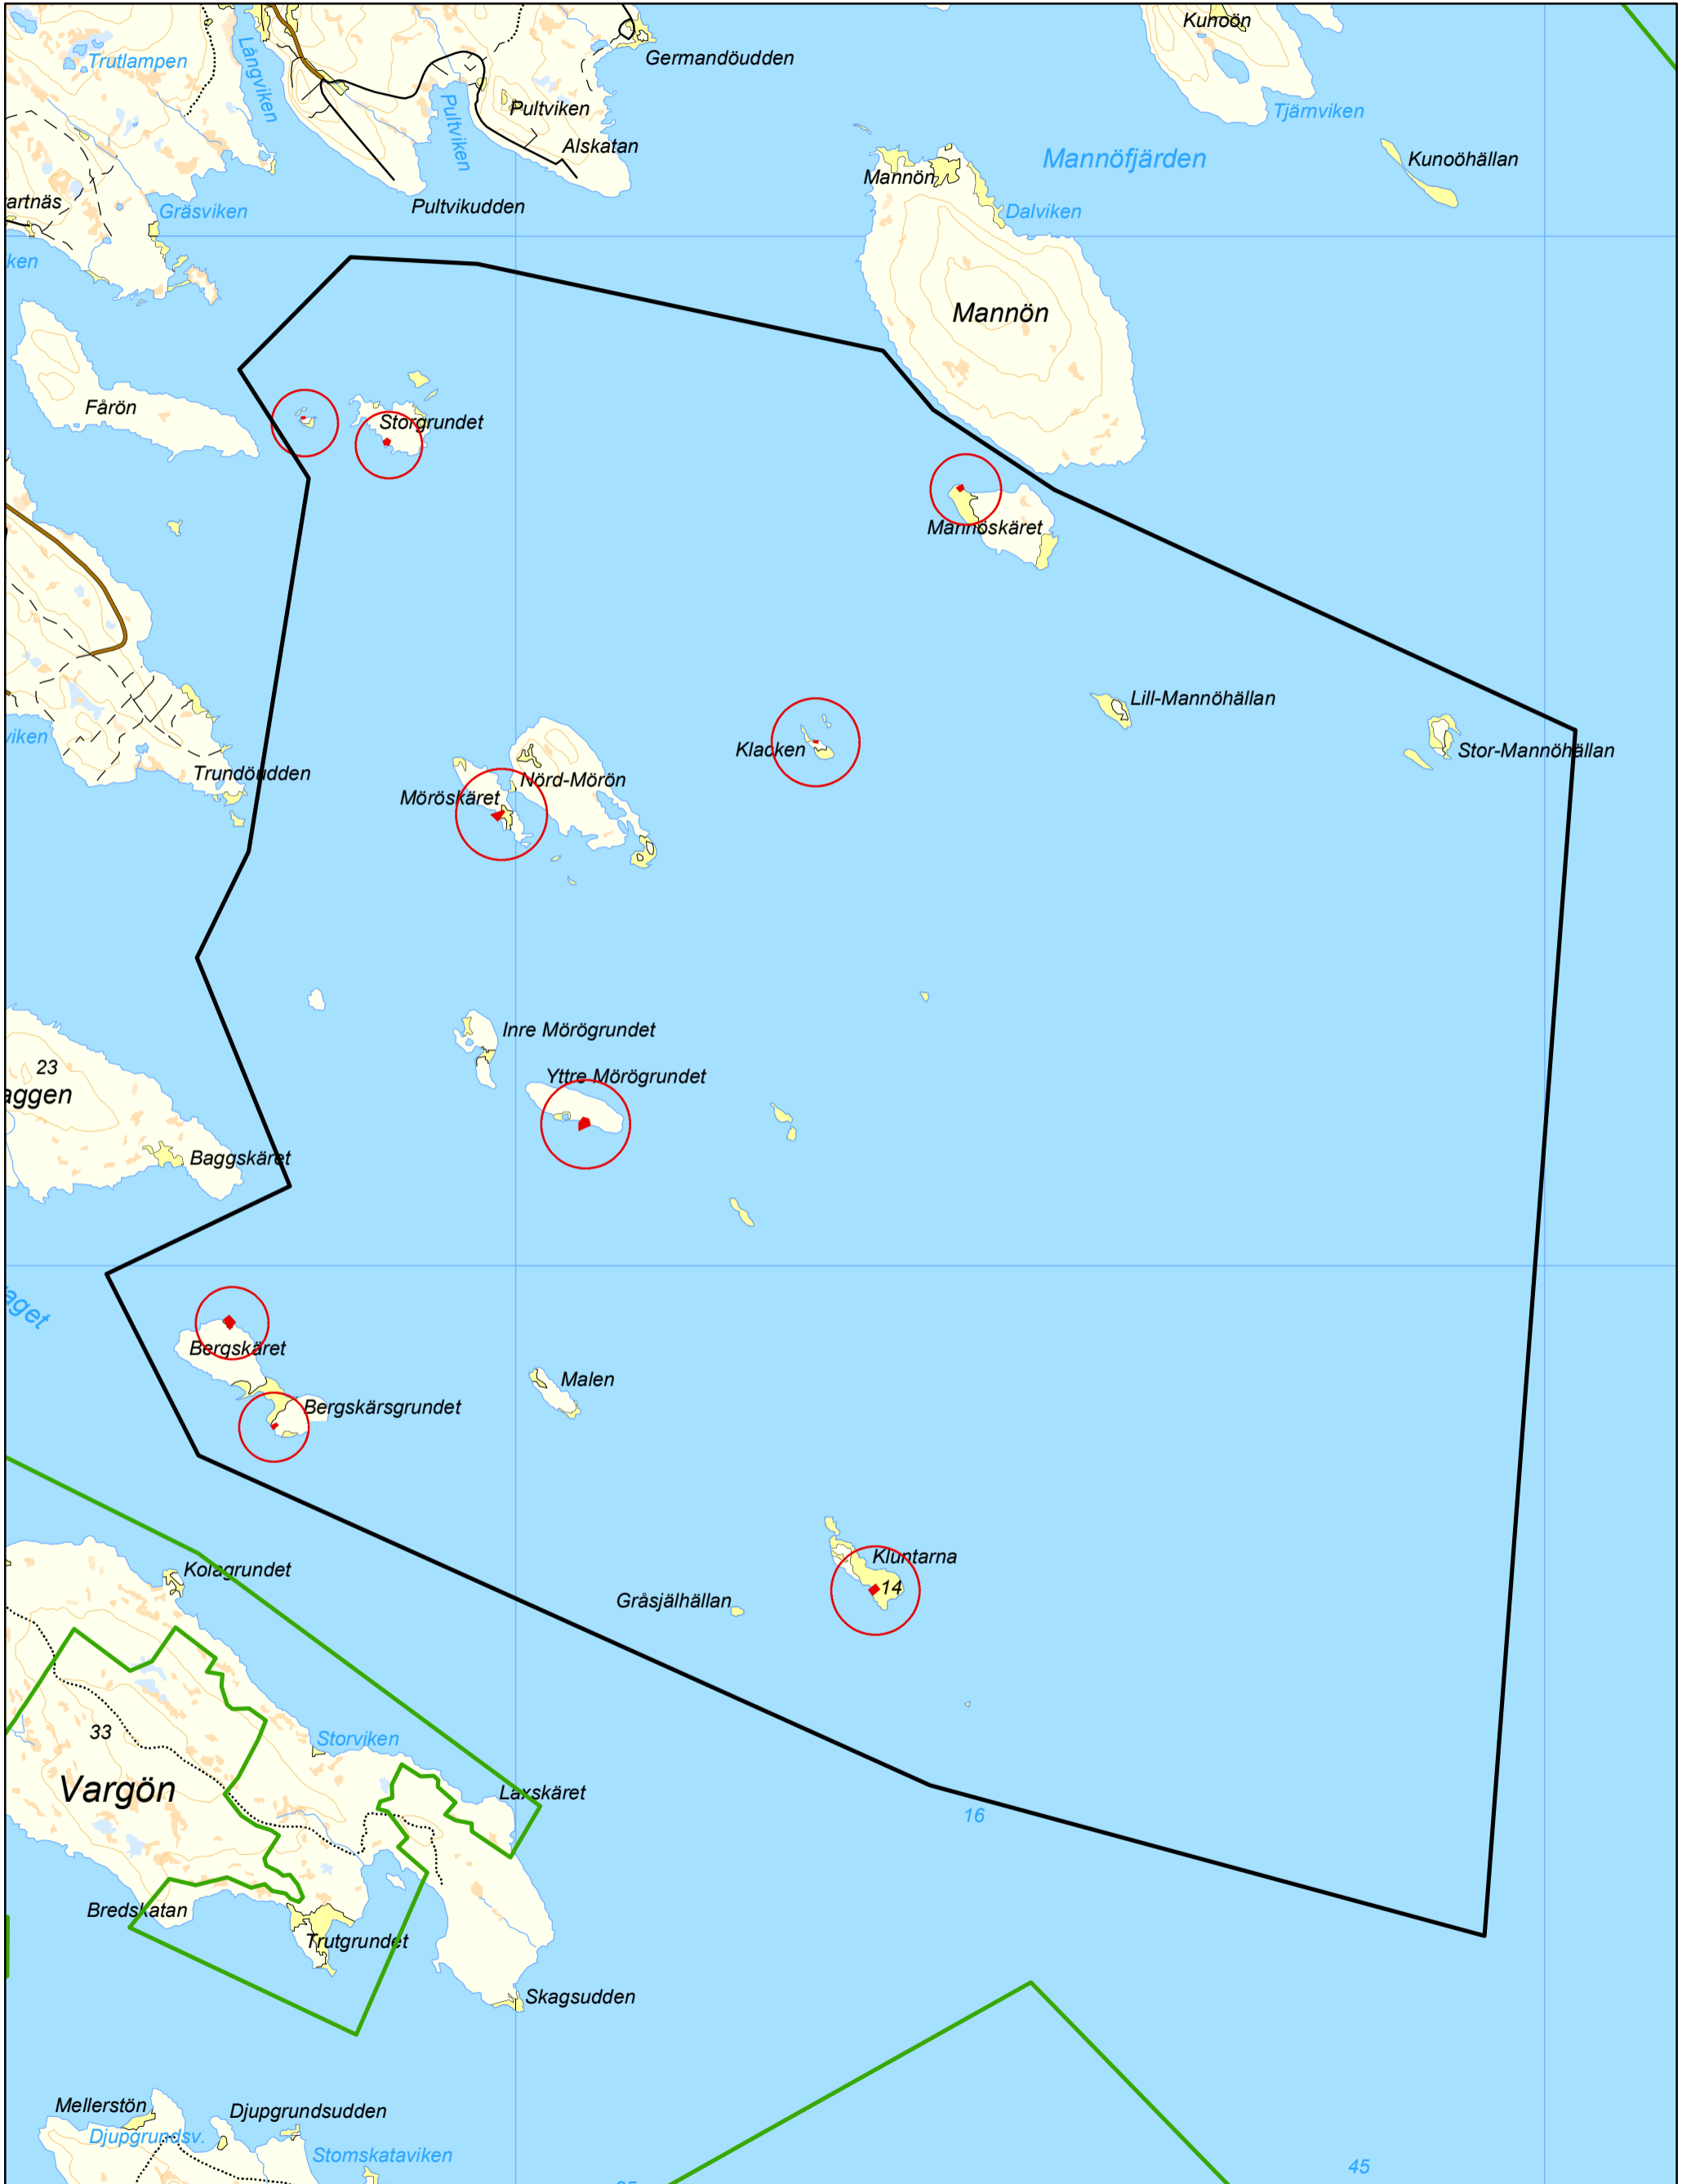 Kunoön
Trutlampen
Långviken
Germandöudden
Pultviken
Pultviken
Tjärnviken
Alskatan
Mannöfjärden
Kunoöhällan
Mannön
artnäs
Pultvikudden
Gräsviken
Dalviken
ken
Mannön
Fårön
Storgrundet
Mannöskäret
Lill-Mannöhällan
viken
Klacken
Stor-Mannöhällan
Trundöudden
Nord-Mörön
Möröskäret
Inre Mörögrundet
23
Yttre Mörögrundet
aggen
Baggskäret
aget
Bergskäret
Malen
Bergskärsgrundet
Kluntarna
Kolagrundet
14
Gråsjälhällan
33
Storviken
Vargön
Laxskäret
16
Bredskatan
Trutgrundet
Skagsudden
Mellerstön
Djupgrundsudden
Djupgrundsv.
Stomskataviken
45